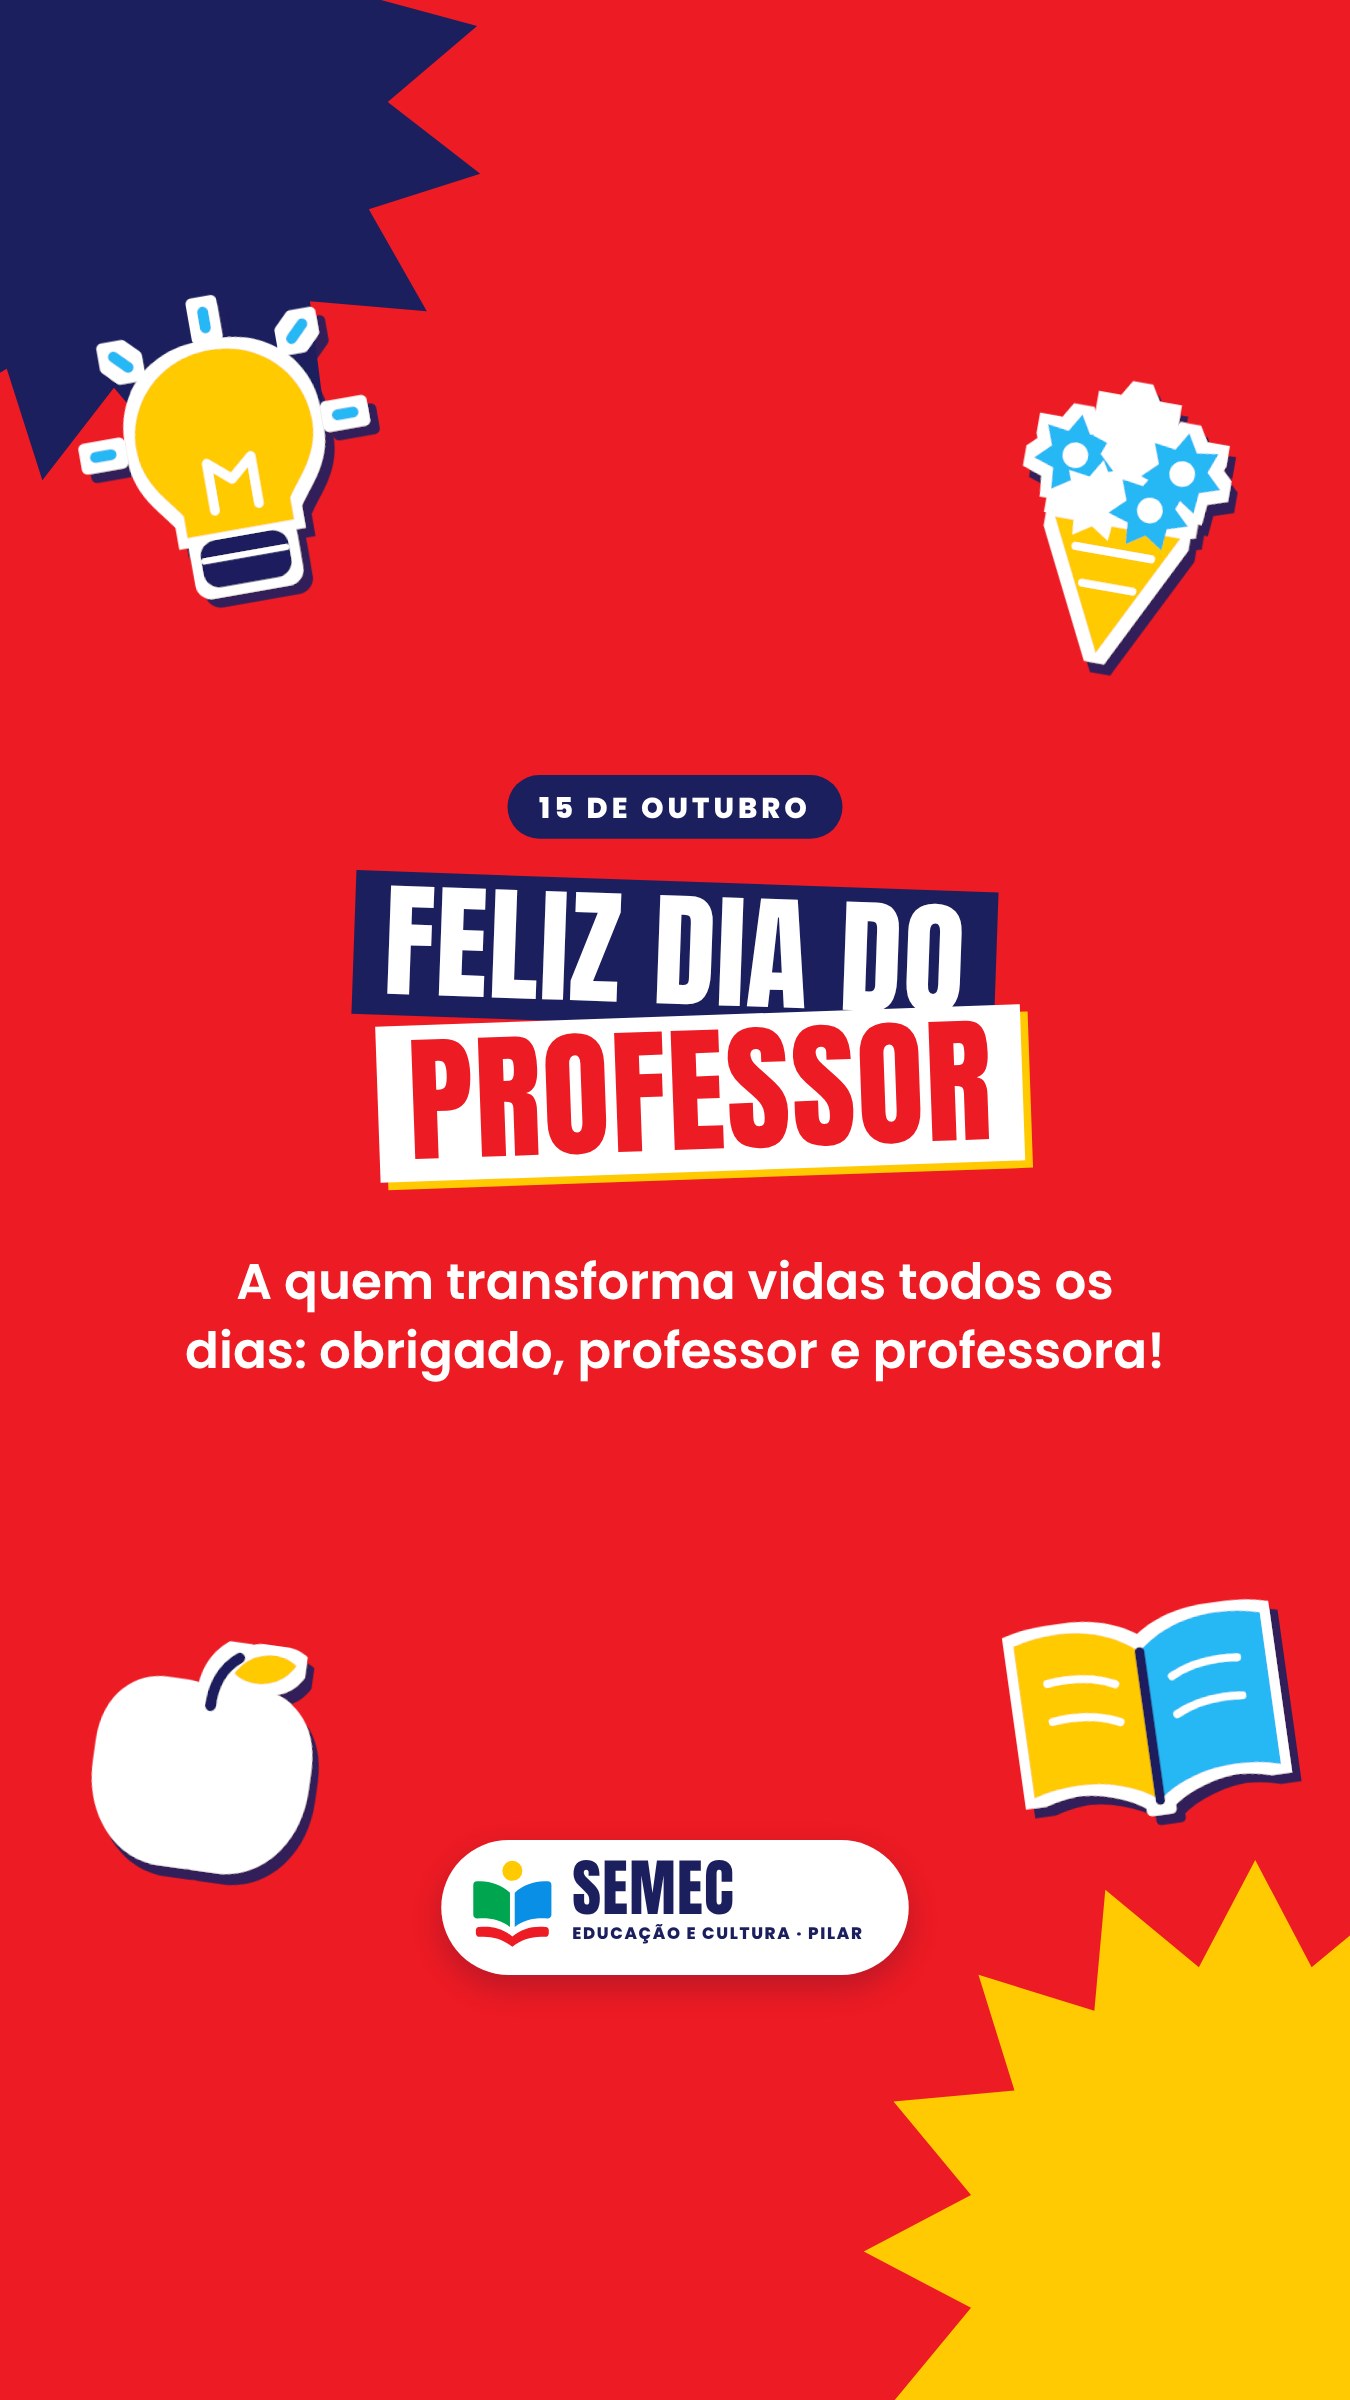 15 DE OUTUBRO
FELIZ DIA DO
PROFESSOR
A quem transforma vidas todos os
dias: obrigado, professor e professora!
SEMEC
EDUCAÇÃO E CULTURA · PILAR